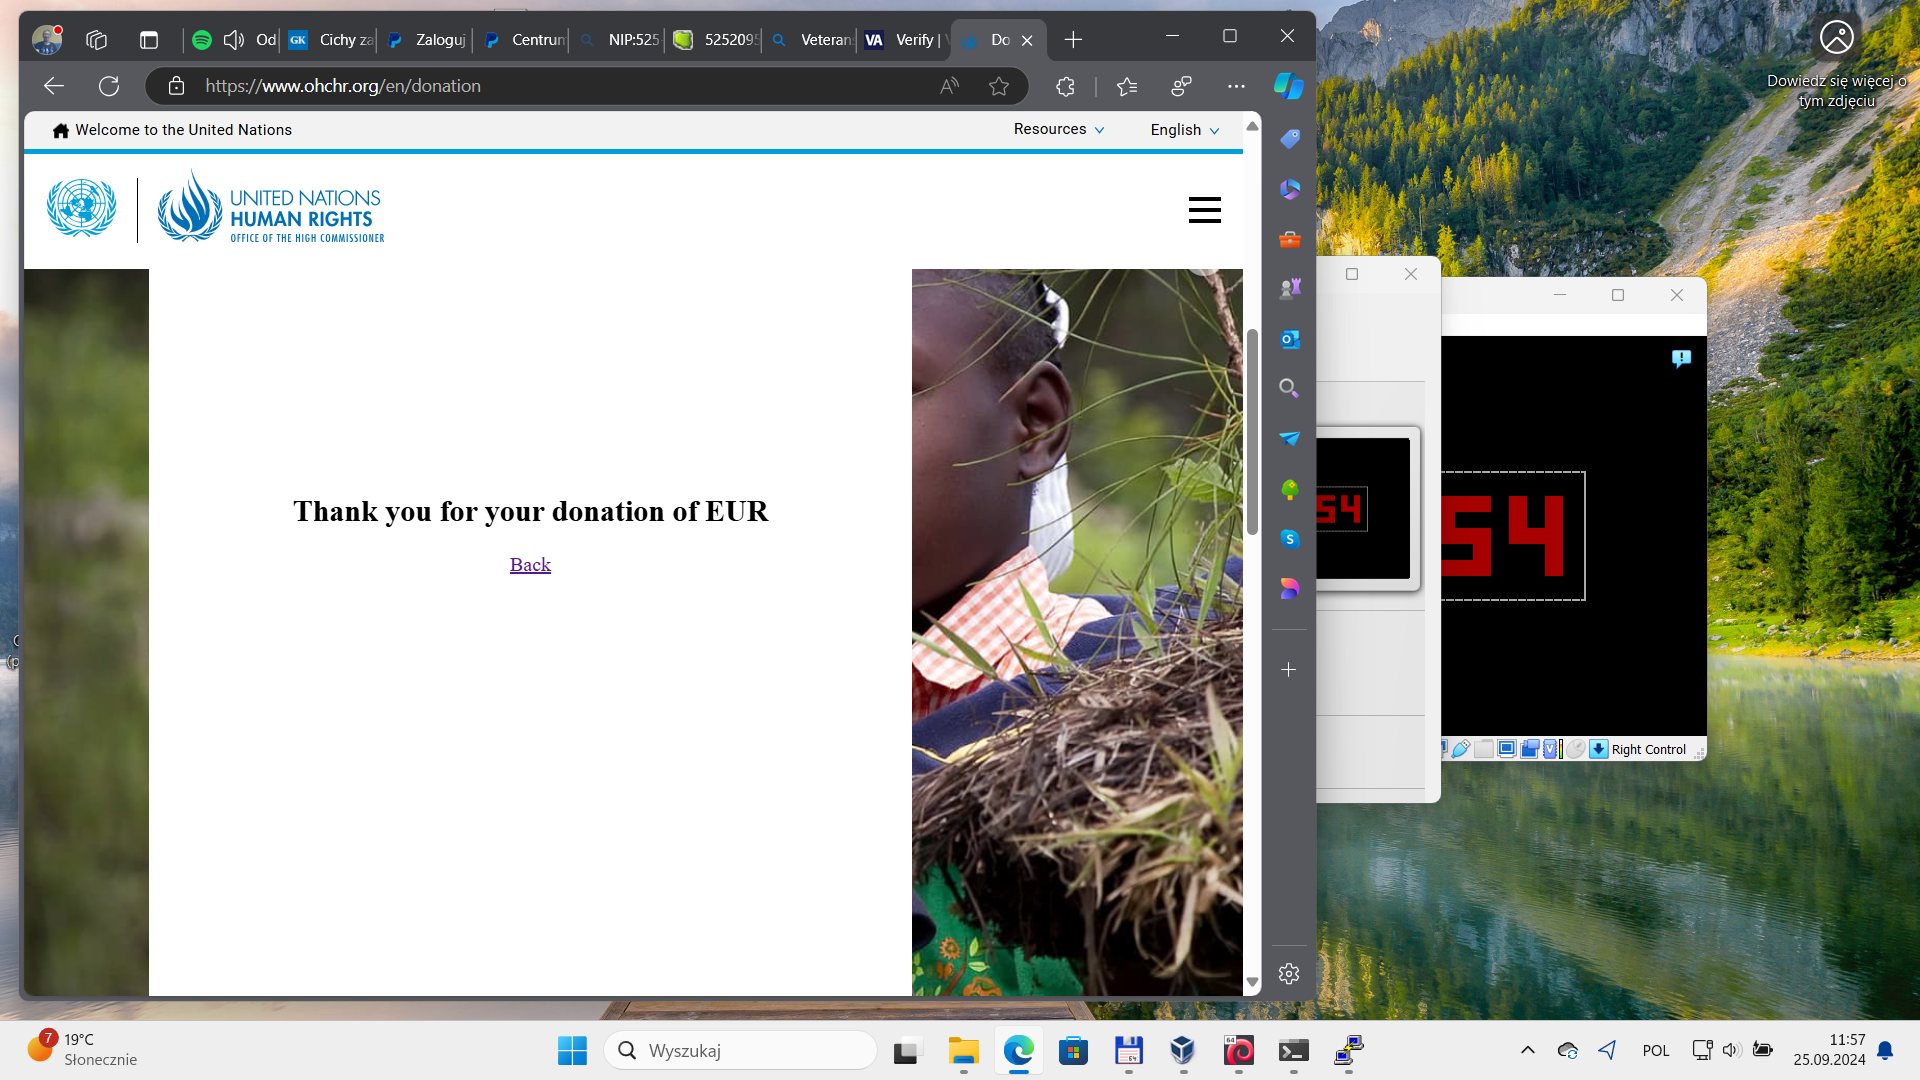 Od
Cichy za
Zaloguj
Centrum
NIP:525
5252095
Veteran
Verify |
Do
https://www.ohchr.org/en/donation
Welcome to the United Nations
Resources
English
UNITED NATIONS
HUMAN RIGHTS
OFFICE OF THE HIGH COMMISSIONER
Thank you for your donation of EUR
Back
Dowiedz się więcej o
tym zdjęciu
54
54
Right Control
7
19°C
Słonecznie
Wyszukaj
64
POL
11:57
25.09.2024